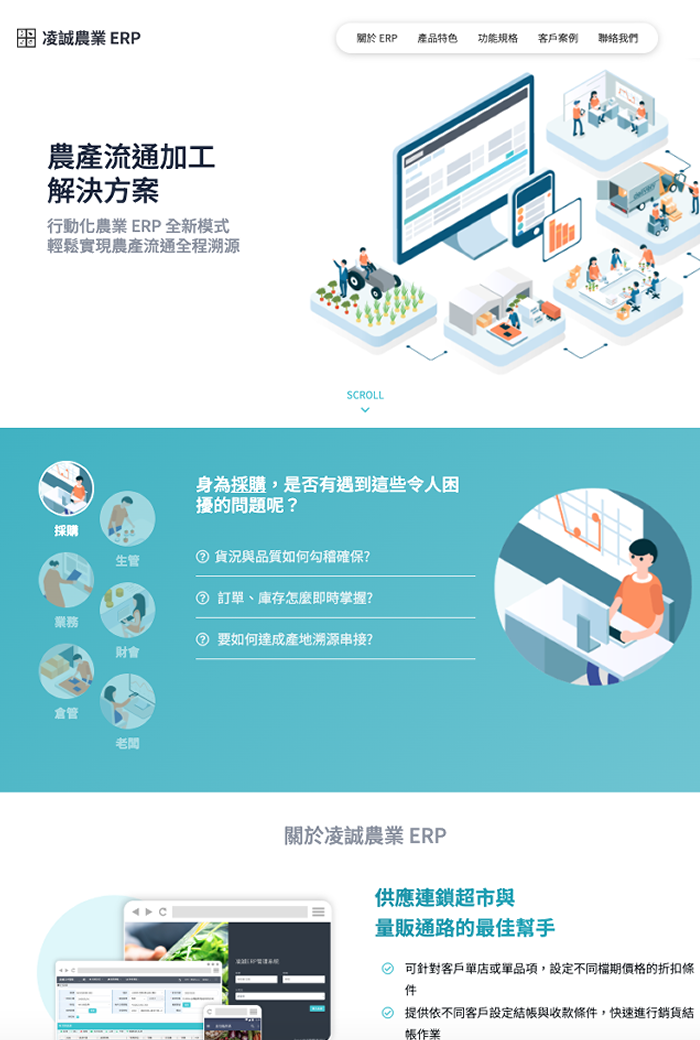 凌誠農業 ERP
關於 ERP 產品特色 功能規格 客戶案例 聯絡我們
農產流通加工
解決方案
行動化農業 ERP 全新模式
輕鬆實現農產流通全程溯源
SCROLL
採購
生管
業務
財會
倉管
老闆
身為採購，是否有遇到這些令人困
擾的問題呢？
貨況與品質如何勾稽確保?
訂單、庫存怎麼即時掌握?
要如何達成產地溯源串接?
關於凌誠農業 ERP
凌誠ERP管理系統
供應連鎖超市與
量販通路的最佳幫手
可針對客戶單店或單品項，設定不同檔期價格的折扣條
件
提供依不同客戶設定結帳與收款條件，快速進行銷貨結
帳作業